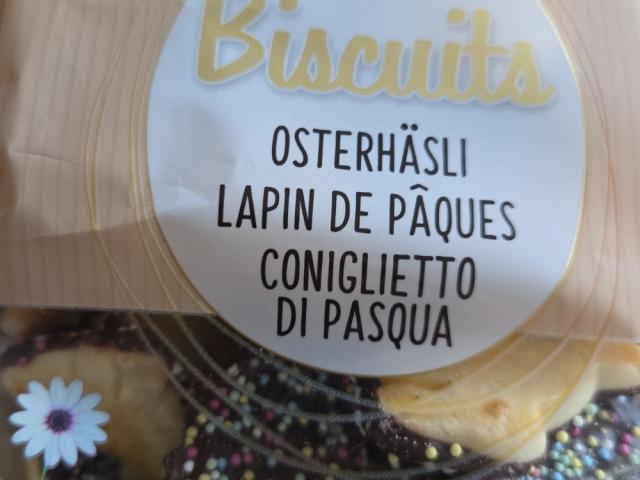 Biscuits
OSTERHÄSLI
LAPIN DE PÂQUES
CONIGLIETTO
DI PASQUA